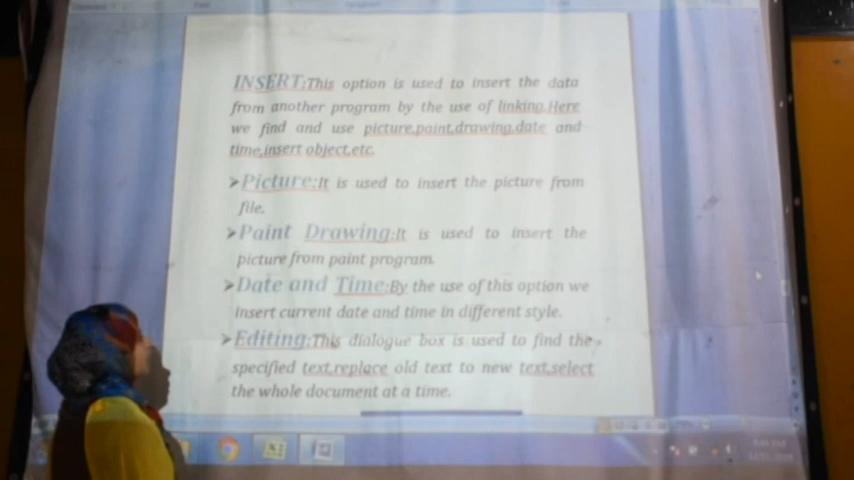 INSERT:This option is used to insert the data
from another program by the use of linking.Here
we find and use picture,paint,drawing,date and
time,insert object,etc.
➢Picture:It is used to insert the picture from
file.
➢Paint Drawing:It is used to insert the
picture from paint program.
➢Date and Time:By the use of this option we
insert current date and time in different style.
➢Editing:This dialogue box is used to find the
specified text,replace old text to new text,select
the whole document at a time.